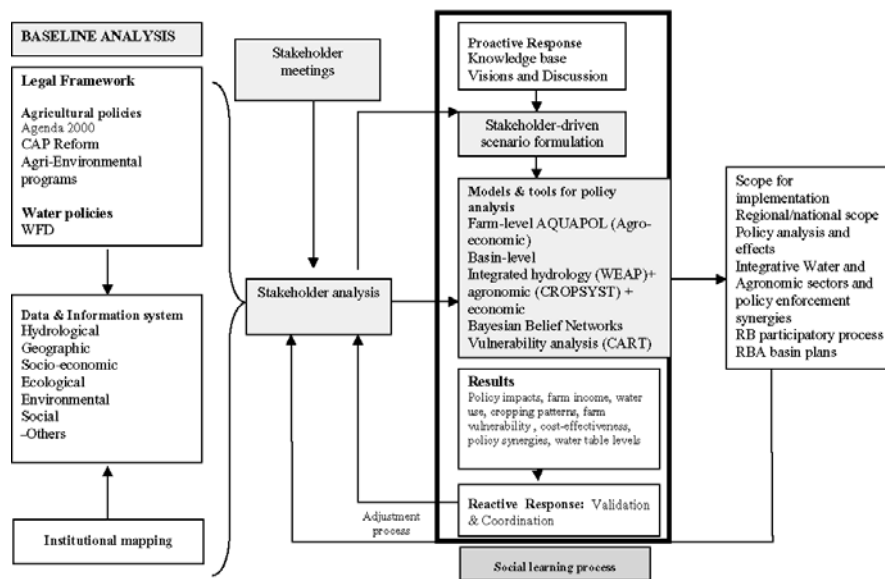 BASELINE ANALYSIS
Legal Framework
Agricultural policies
Agenda 2000
CAP Reform
Agri-Environmental
programs
Water policies
WFD
Data & Information system
Hydrological
Geographic
Socio-economic
Ecological
Environmental
Social
–Others
Institutional mapping
Stakeholder
meetings
Stakeholder analysis
Adjustment
process
Proactive Response
Knowledge base
Visions and Discussion
Stakeholder-driven
scenario formulation
Models & tools for policy
analysis
Farm-level AQUAPOL (Agro-
economic)
Basin-level
Integrated hydrology (WEAP)+
agronomic (CROPSYST) +
economic
Bayesian Belief Networks
Vulnerability analysis (CART)
Results
Policy impacts, farm income, water
use, cropping patterns, farm
vulnerability , cost-effectiveness,
policy synergies, water table levels
Reactive Response: Validation
& Coordination
Social learning process
Scope for
implementation
Regional/national scope
Policy analysis and
effects
Integrative Water and
Agronomic sectors and
policy enforcement
synergies
RB participatory process
RBA basin plans